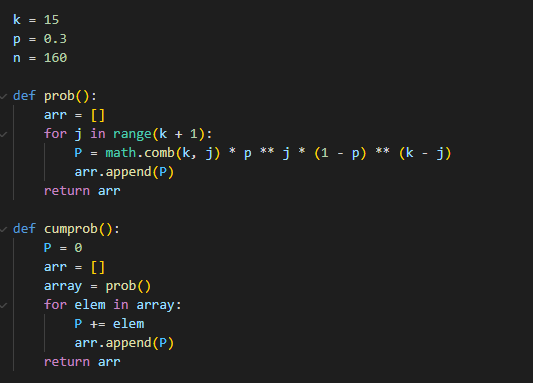 k = 15
p = 0.3
n = 160
def prob():
    arr = []
    for j in range(k + 1):
        P = math.comb(k, j) * p ** j * (1 - p) ** (k - j)
        arr.append(P)
    return arr
def cumprob():
    P = 0
    arr = []
    array = prob()
    for elem in array:
        P += elem
        arr.append(P)
    return arr